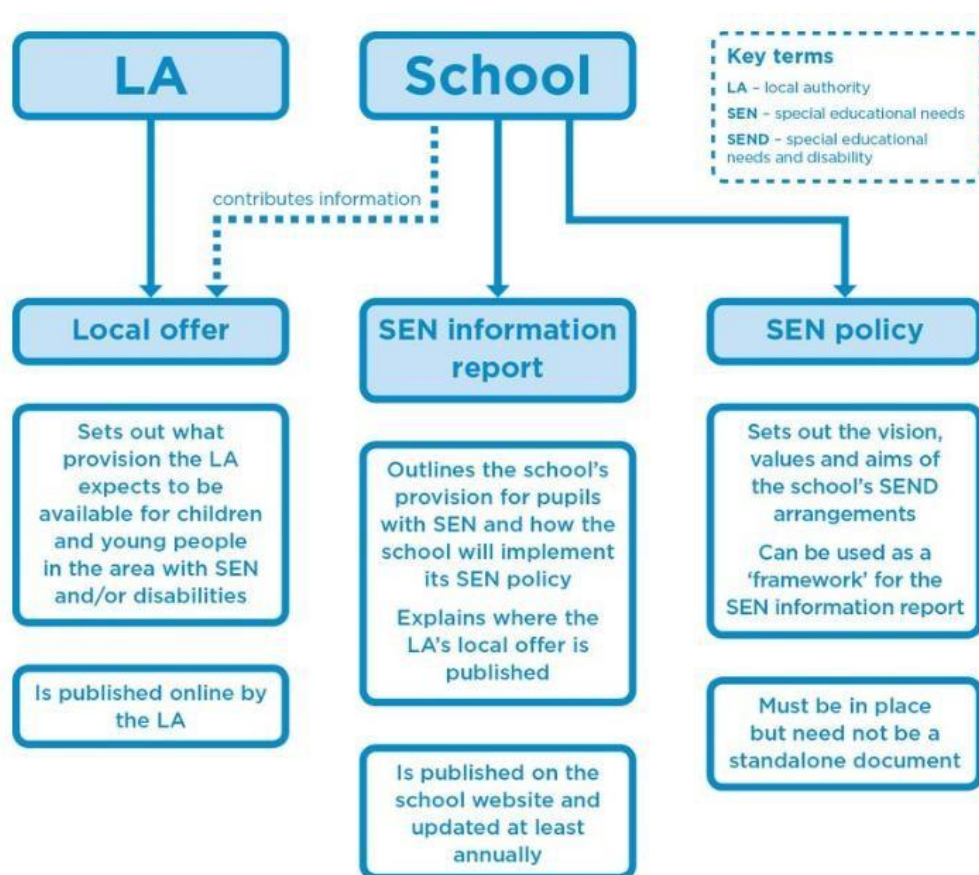 LA
School
Key terms
LA – local authority
SEN – special educational needs
SEND – special educational
needs and disability
contributes information
Local offer
Sets out what
provision the LA
expects to be
available for children
and young people
in the area with SEN
and/or disabilities
Is published online by
the LA
SEN information
report
Outlines the school's
provision for pupils
with SEN and how the
school will implement
its SEN policy
Explains where the
LA's local offer is
published
Is published on the
school website and
updated at least
annually
SEN policy
Sets out the vision,
values and aims of
the school's SEND
arrangements
Can be used as a
'framework' for the
SEN information report
Must be in place
but need not be a
standalone document